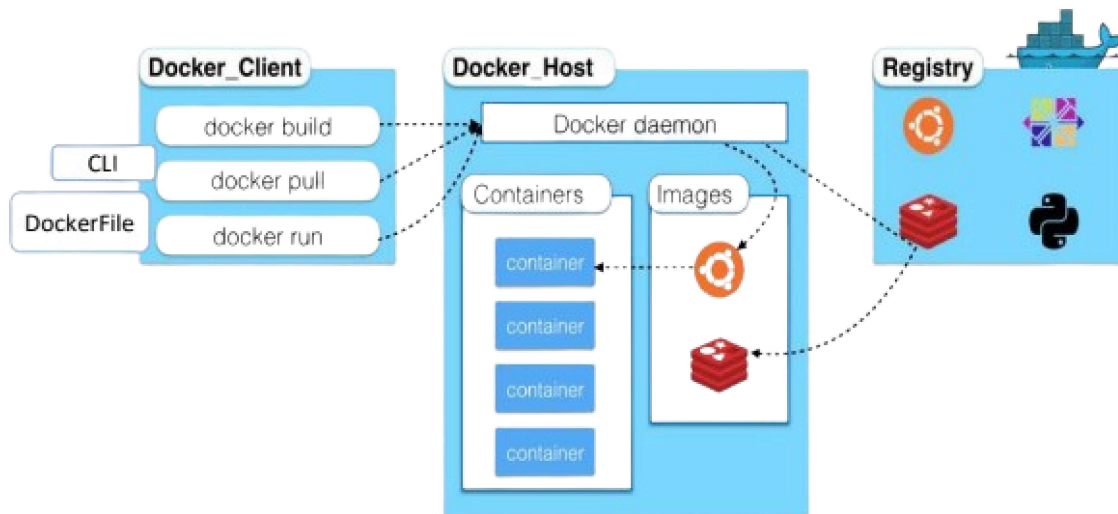 Docker_Client
docker build
CLI
docker pull
DockerFile
docker run
Docker_Host
Docker daemon
Containers
container
container
container
container
Images
Registry